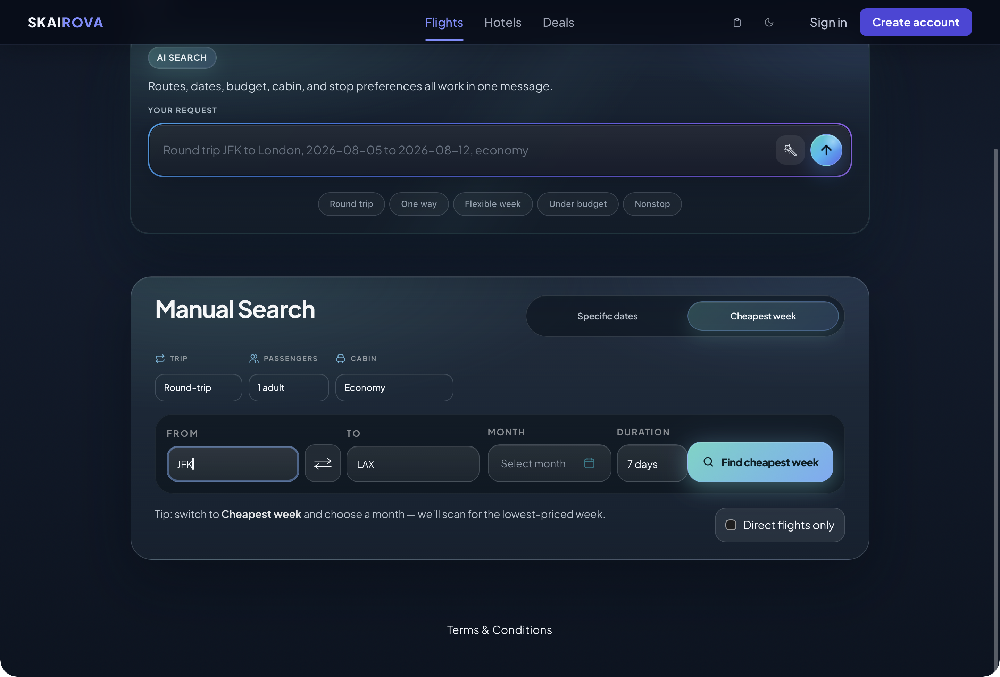 SKAIROVA
Flights Hotels Deals
Sign in Create account
AI SEARCH
Routes, dates, budget, cabin, and stop preferences all work in one message.
YOUR REQUEST
Round trip JFK to London, 2026-08-05 to 2026-08-12, economy
Round trip One way Flexible week Under budget Nonstop
Manual Search
Specific dates Cheapest week
TRIP PASSENGERS CABIN
Round-trip 1 adult Economy
FROM TO MONTH DURATION
JFK LAX Select month 7 days Find cheapest week
Tip: switch to Cheapest week and choose a month — we’ll scan for the lowest-priced week.
Direct flights only
Terms & Conditions